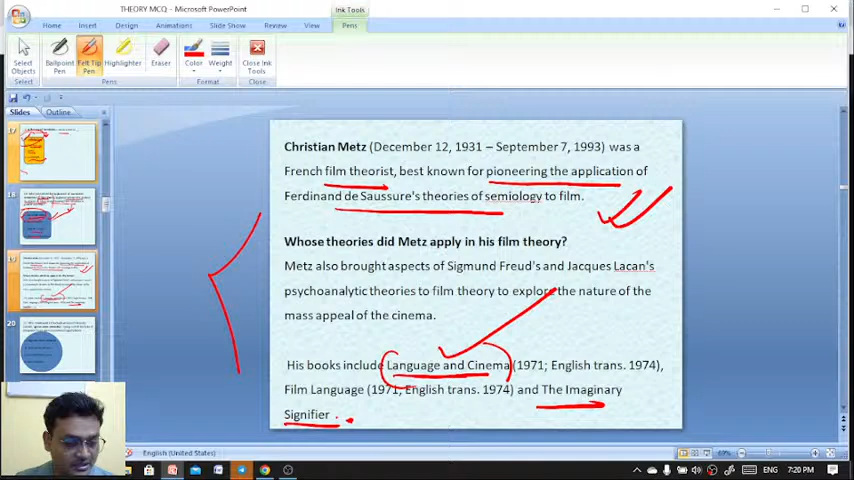 THEORY MCQ - Microsoft PowerPoint
Ink Tools
Home Insert Design Animations Slide Show Review View Pens
Select Objects
Ballpoint Pen
Felt Tip Pen
Highlighter
Eraser
Color
Weight
Close Ink Tools
Select Pens Format Close
Slides Outline
17
18
19
20
Christian Metz (December 12, 1931 – September 7, 1993) was a
French film theorist, best known for pioneering the application of
Ferdinand de Saussure's theories of semiology to film.
Whose theories did Metz apply in his film theory?
Metz also brought aspects of Sigmund Freud's and Jacques Lacan's
psychoanalytic theories to film theory to explore the nature of the
mass appeal of the cinema.
His books include Language and Cinema (1971; English trans. 1974),
Film Language (1971, English trans. 1974) and The Imaginary
Signifier .
English (United States)
69%
ENG 7:20 PM